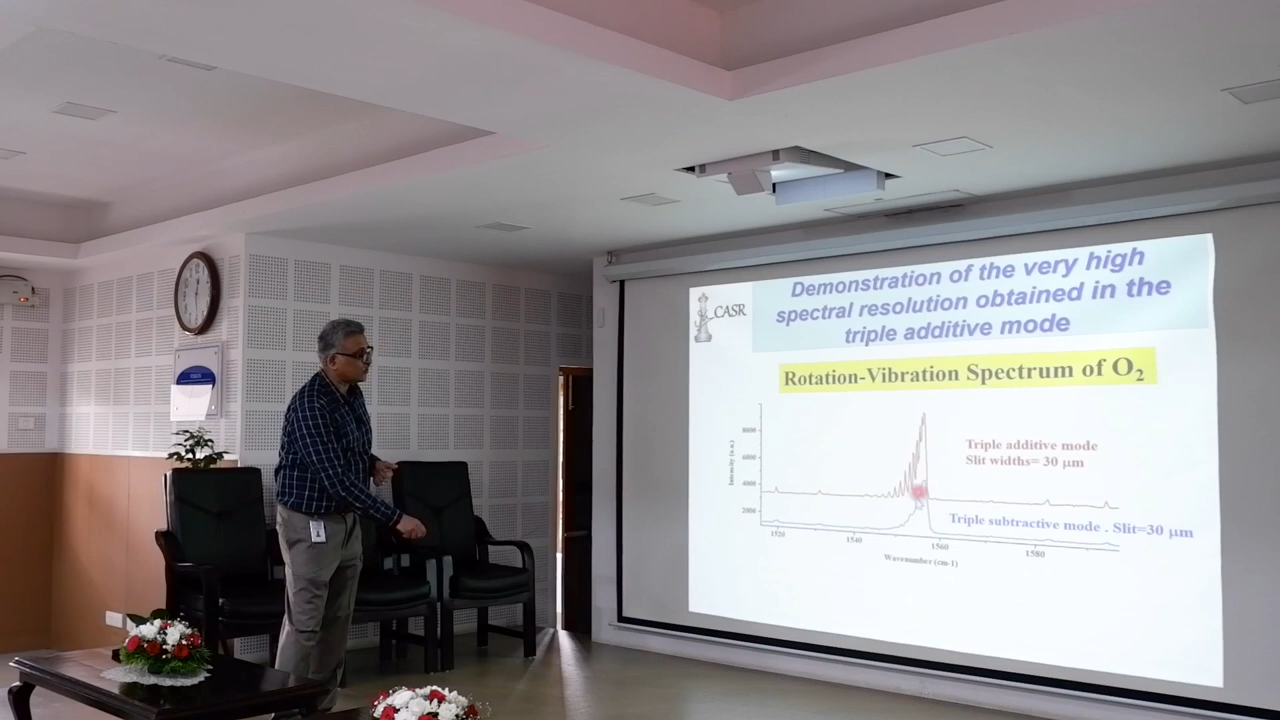 Demonstration of the very high
spectral resolution obtained in the
triple additive mode
CASR
Rotation-Vibration Spectrum of O₂
Triple additive mode
Slit widths= 30 μm
Triple subtractive mode . Slit=30 μm
Intensity (a.u.)
8000
6000
4000
2000
1520
1540
1560
1580
Wavenumber (cm-1)